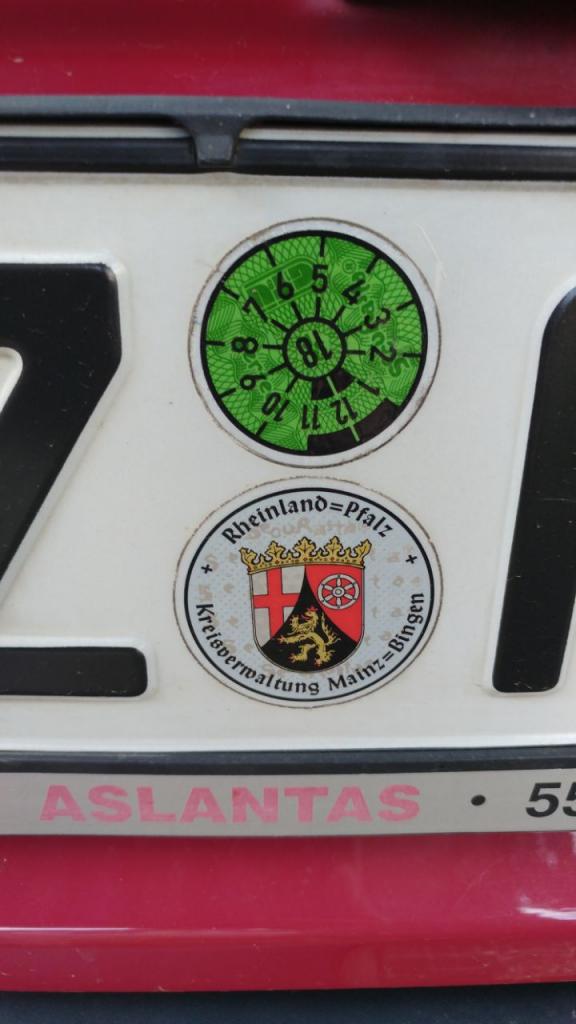 5
6 4
7 3
8 18 2
9 1
10 11 12
GTÜ
Z
Rheinland=Pfalz
+ +
Kreisverwaltung Mainz=Bingen
ASLANTAS • 55